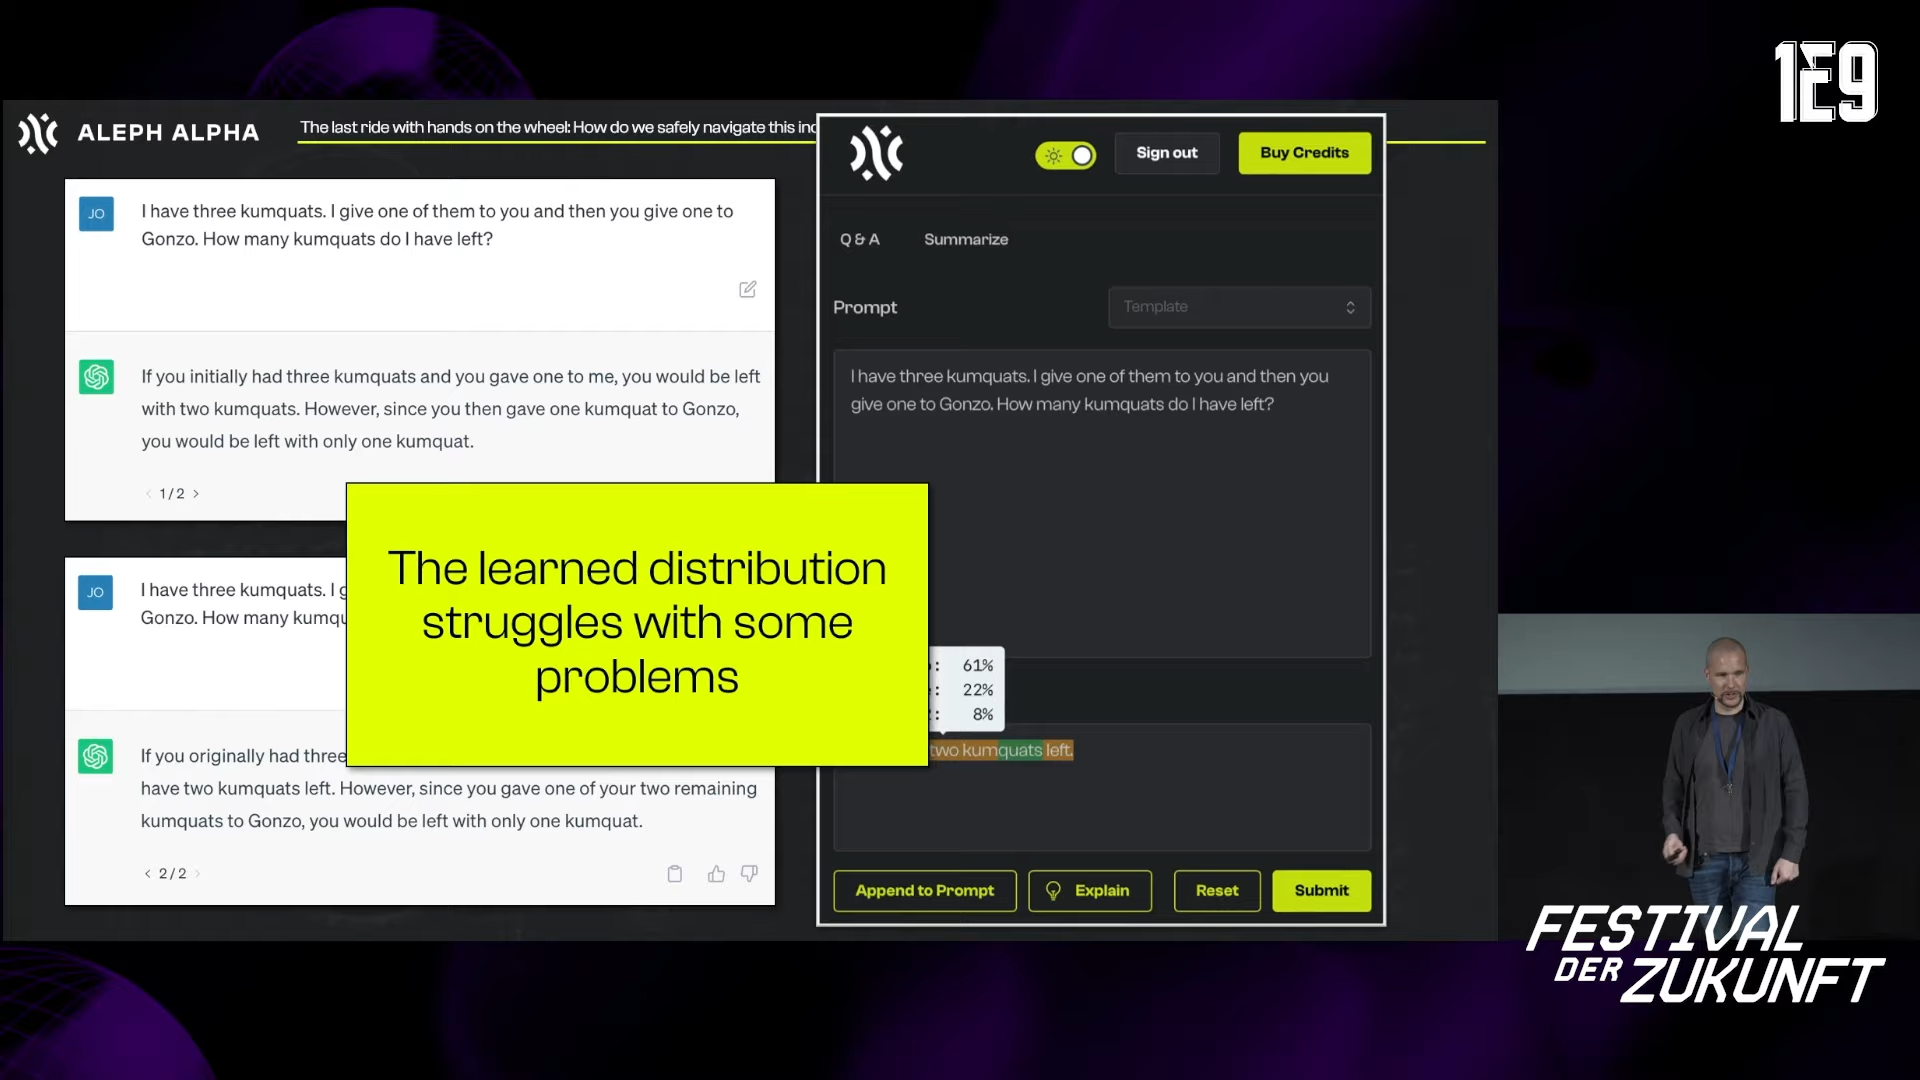 1E9
ALEPH ALPHA
The last ride with hands on the wheel: How do we safely navigate this
JO
I have three kumquats. I give one of them to you and then you give one to
Gonzo. How many kumquats do I have left?
If you initially had three kumquats and you gave one to me, you would be left
with two kumquats. However, since you then gave one kumquat to Gonzo,
you would be left with only one kumquat.
< 1/2 >
JO
I have three kumquats. I
Gonzo. How many
If you originally had three
have two kumquats left. However, since you gave one of your two remaining
kumquats to Gonzo, you would be left with only one kumquat.
< 2/2 >
The learned distribution
struggles with some
problems
Sign out
Buy Credits
Q & A
Summarize
Prompt
Template
I have three kumquats. I give one of them to you and then you
give one to Gonzo. How many kumquats do I have left?
: 61%
: 22%
: 8%
two kumquats left.
Append to Prompt
Explain
Reset
Submit
FESTIVAL
DER ZUKUNFT